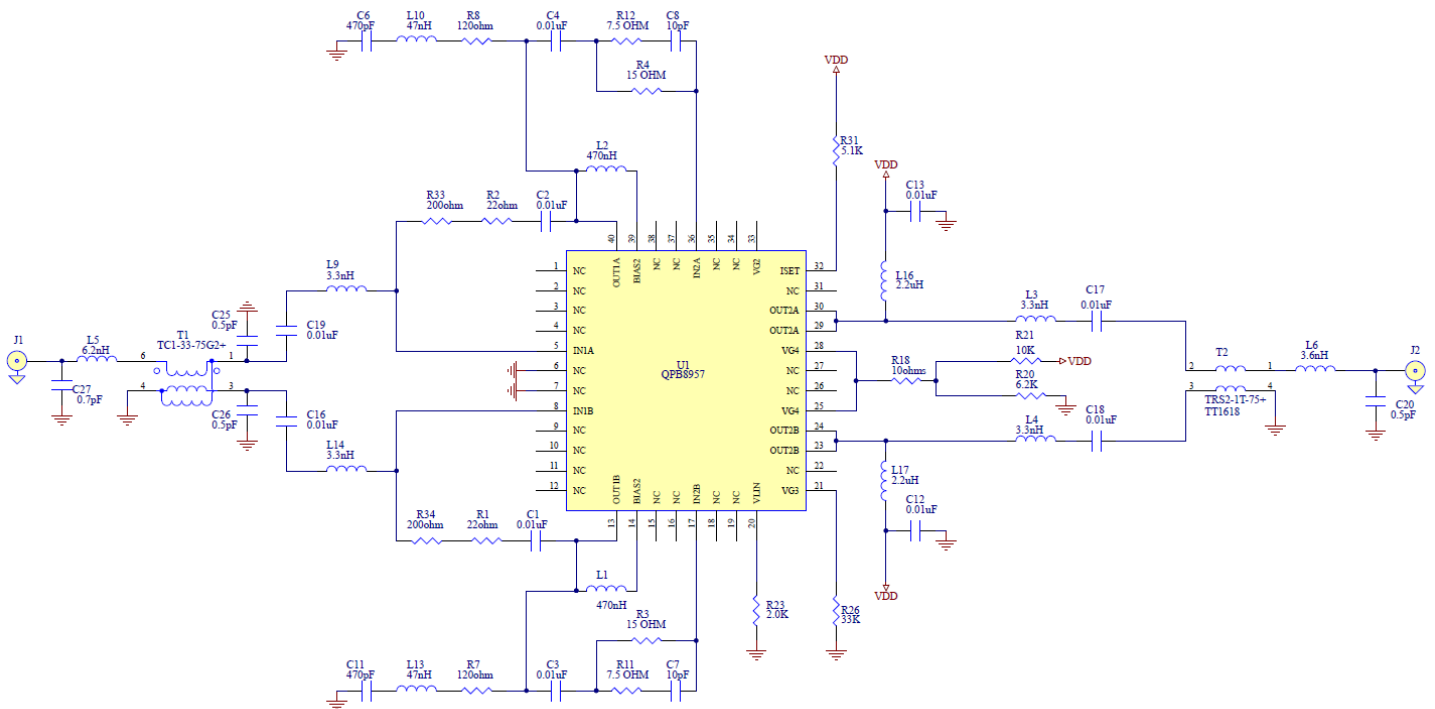 C6
470pF
L10
47nH
R8
120ohm
C4
0.01uF
R12
7.5 OHM
C8
10pF
R4
15 OHM
VDD
R31
5.1K
L2
470nH
VDD
C13
0.01uF
R33
200ohm
R2
22ohm
C2
0.01uF
40
39
38
37
36
35
34
33
OUT1A
BIAS2
NC
NC
IN2A
NC
NC
VG2
L9
3.3nH
L16
2.2uH
1
NC
2
NC
3
NC
4
NC
5
IN1A
6
NC
7
NC
8
IN1B
9
NC
10
NC
11
NC
12
NC
U1
QPB8957
ISET
32
NC
31
OUT2A
30
OUT2A
29
VG4
28
NC
27
NC
26
VG4
25
OUT2B
24
OUT2B
23
NC
22
VG3
21
L3
3.3nH
C17
0.01uF
C25
0.5pF
C19
0.01uF
J1
L5
6.2nH
T1
TC1-33-75G2+
6
1
4
3
C27
0.7pF
C26
0.5pF
C16
0.01uF
L14
3.3nH
R18
10ohms
R21
10K
VDD
R20
6.2K
T2
2
1
3
4
TRS2-1T-75+
TT1618
L6
3.6nH
J2
C20
0.5pF
L4
3.3nH
C18
0.01uF
L17
2.2uH
C12
0.01uF
VDD
OUT1B
BIAS2
NC
NC
IN2B
NC
NC
VLIN
13
14
15
16
17
18
19
20
R34
200ohm
R1
22ohm
C1
0.01uF
L1
470nH
R3
15 OHM
R23
2.0K
R26
33K
C11
470pF
L13
47nH
R7
120ohm
C3
0.01uF
R11
7.5 OHM
C7
10pF